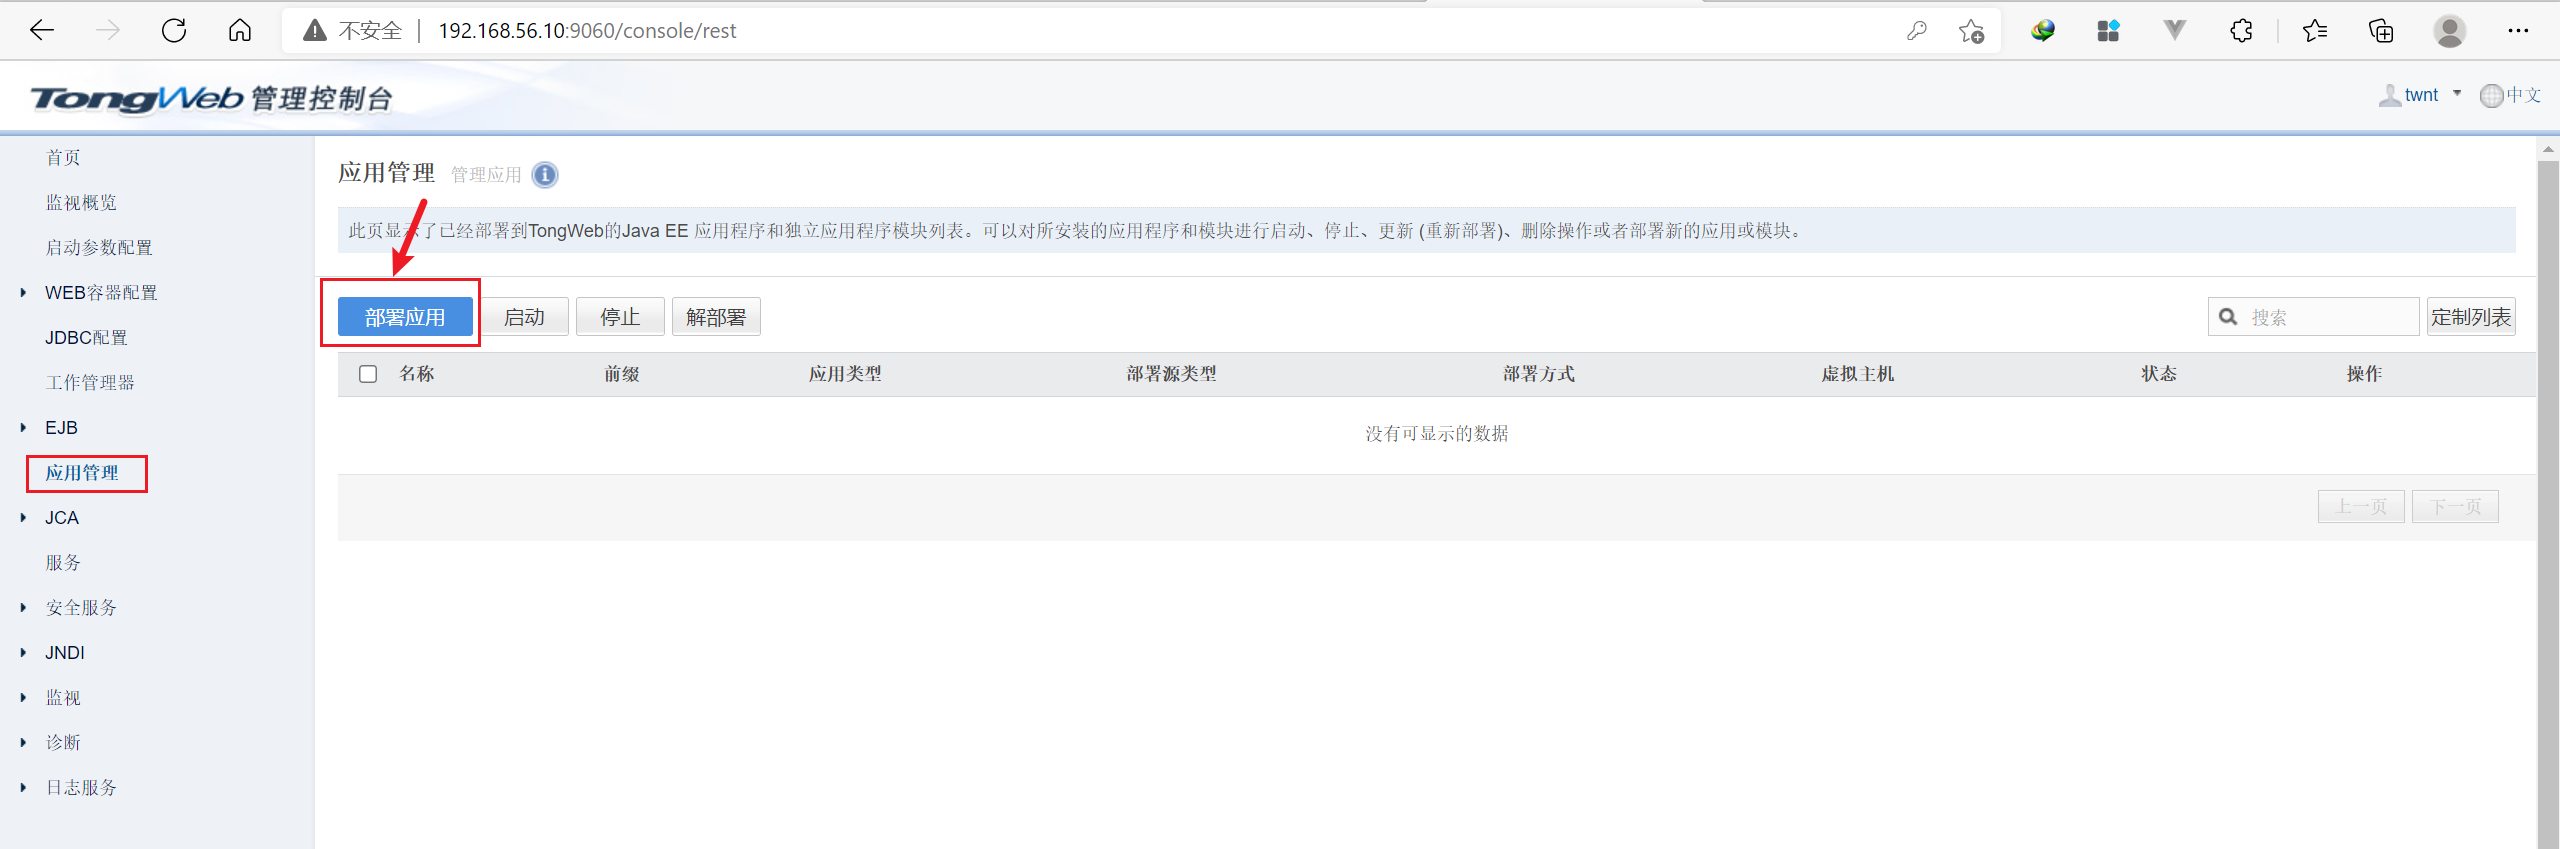 不安全 192.168.56.10:9060/console/rest
TongWeb 管理控制台
twnt 中文
首页
监视概览
启动参数配置
WEB容器配置
JDBC配置
工作管理器
EJB
应用管理
JCA
服务
安全服务
JNDI
监视
诊断
日志服务
应用管理 管理应用
此页显示了已经部署到TongWeb的Java EE 应用程序和独立应用程序模块列表。可以对所安装的应用程序和模块进行启动、停止、更新 (重新部署)、删除操作或者部署新的应用或模块。
部署应用 启动 停止 解部署 搜索 定制列表
名称 前缀 应用类型 部署源类型 部署方式 虚拟主机 状态 操作
没有可显示的数据
上一页 下一页